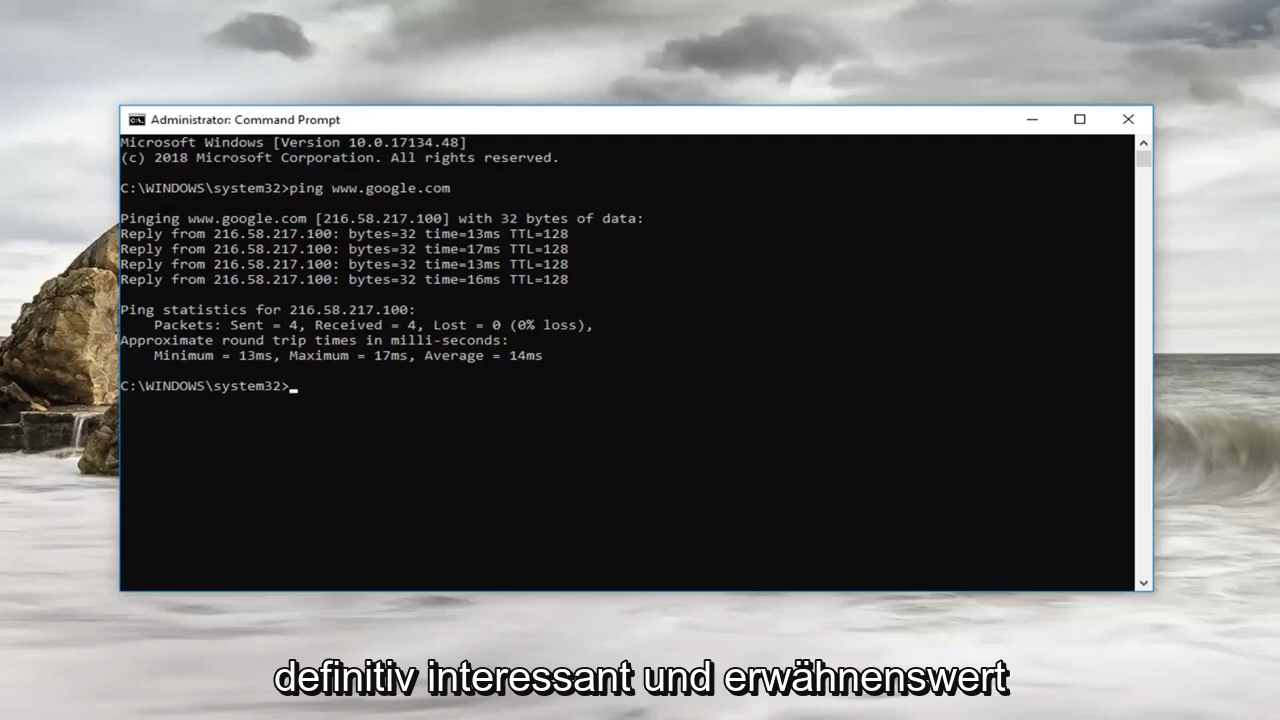 Administrator: Command Prompt
Microsoft Windows [Version 10.0.17134.48]
(c) 2018 Microsoft Corporation. All rights reserved.
C:\WINDOWS\system32>ping www.google.com
Pinging www.google.com [216.58.217.100] with 32 bytes of data:
Reply from 216.58.217.100: bytes=32 time=13ms TTL=128
Reply from 216.58.217.100: bytes=32 time=17ms TTL=128
Reply from 216.58.217.100: bytes=32 time=13ms TTL=128
Reply from 216.58.217.100: bytes=32 time=16ms TTL=128
Ping statistics for 216.58.217.100:
Packets: Sent = 4, Received = 4, Lost = 0 (0% loss),
Approximate round trip times in milli-seconds:
Minimum = 13ms, Maximum = 17ms, Average = 14ms
C:\WINDOWS\system32>
definitiv interessant und erwähnenswert